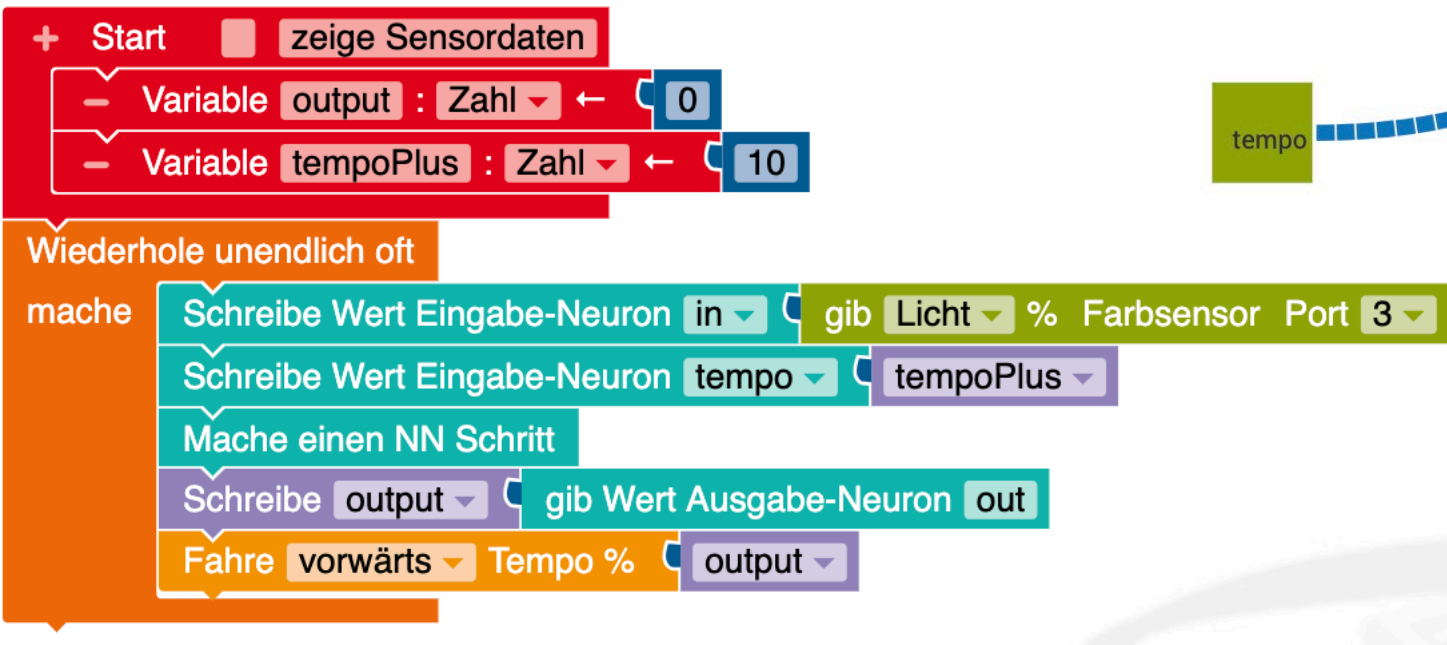 + Start zeige Sensordaten
− Variable output : Zahl ← 0
− Variable tempoPlus : Zahl ← 10
tempo
Wiederhole unendlich oft
mache
Schreibe Wert Eingabe-Neuron in gib Licht % Farbsensor Port 3
Schreibe Wert Eingabe-Neuron tempo tempoPlus
Mache einen NN Schritt
Schreibe output gib Wert Ausgabe-Neuron out
Fahre vorwärts Tempo % output